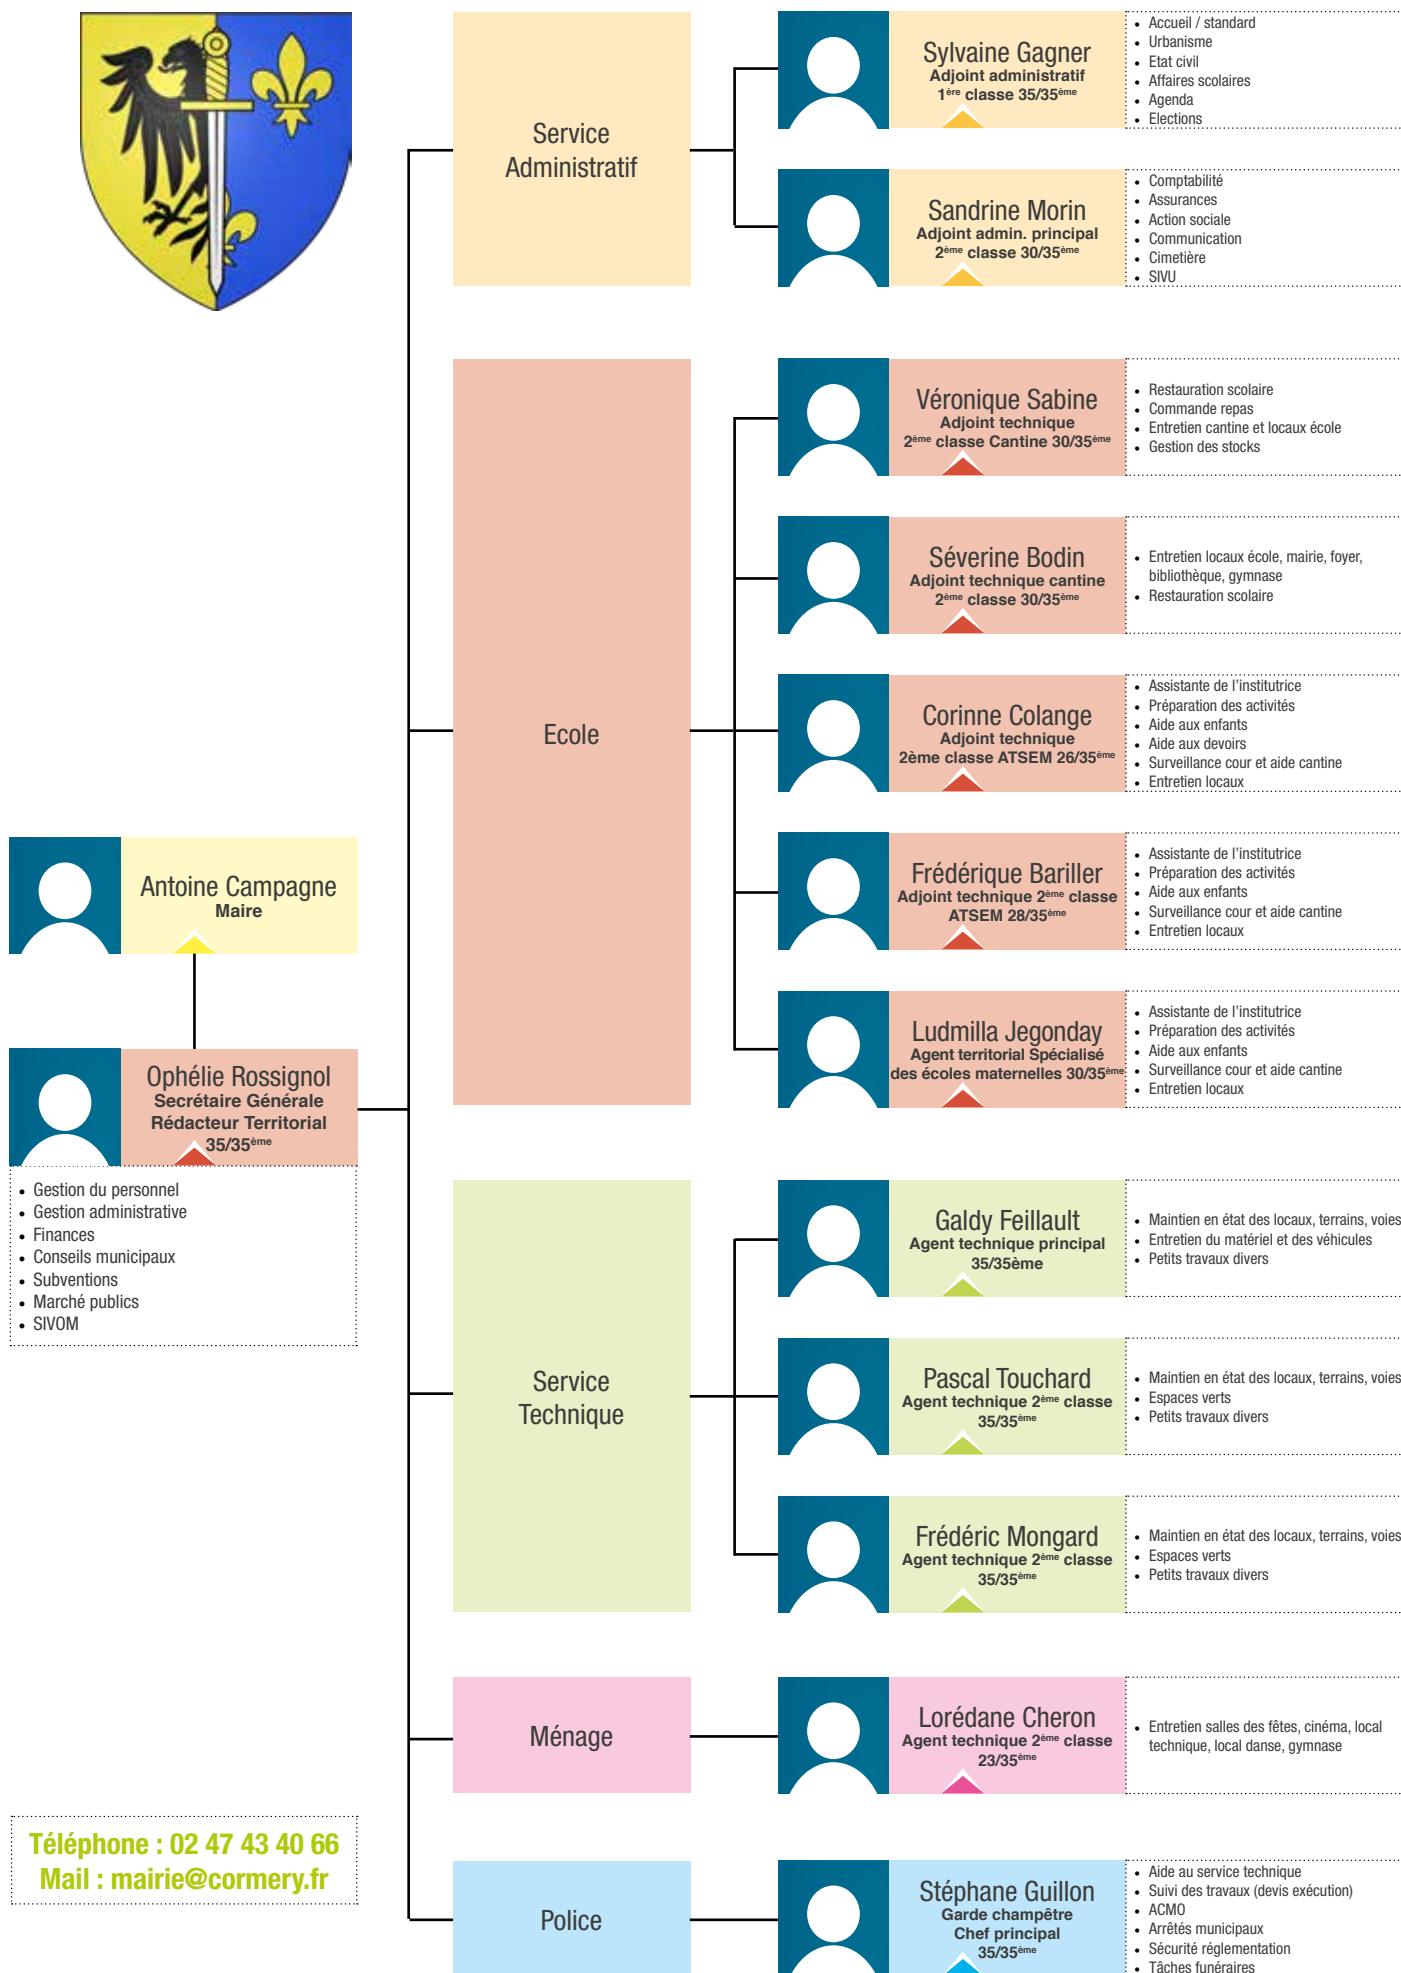 Service
Administratif
Sylvaine Gagner
Adjoint administratif
1ère classe 35/35ème
• Accueil / standard
• Urbanisme
• Etat civil
• Affaires scolaires
• Agenda
• Elections
Sandrine Morin
Adjoint admin. principal
2ème classe 30/35ème
• Comptabilité
• Assurances
• Action sociale
• Communication
• Cimetière
• SIVU
Ecole
Véronique Sabine
Adjoint technique
2ème classe Cantine 30/35ème
• Restauration scolaire
• Commande repas
• Entretien cantine et locaux école
• Gestion des stocks
Séverine Bodin
Adjoint technique cantine
2ème classe 30/35ème
• Entretien locaux école, mairie, foyer,
bibliothèque, gymnase
• Restauration scolaire
Corinne Colange
Adjoint technique
2ème classe ATSEM 26/35ème
• Assistante de l'institutrice
• Préparation des activités
• Aide aux enfants
• Aide aux devoirs
• Surveillance cour et aide cantine
• Entretien locaux
Frédérique Bariller
Adjoint technique 2ème classe
ATSEM 28/35ème
• Assistante de l'institutrice
• Préparation des activités
• Aide aux enfants
• Surveillance cour et aide cantine
• Entretien locaux
Ludmilla Jegonday
Agent territorial Spécialisé
des écoles maternelles 30/35ème
• Assistante de l'institutrice
• Préparation des activités
• Aide aux enfants
• Surveillance cour et aide cantine
• Entretien locaux
Antoine Campagne
Maire
Ophélie Rossignol
Secrétaire Générale
Rédacteur Territorial
35/35ème
• Gestion du personnel
• Gestion administrative
• Finances
• Conseils municipaux
• Subventions
• Marché publics
• SIVOM
Service
Technique
Galdy Feillault
Agent technique principal
35/35ème
• Maintien en état des locaux, terrains, voies
• Entretien du matériel et des véhicules
• Petits travaux divers
Pascal Touchard
Agent technique 2ème classe
35/35ème
• Maintien en état des locaux, terrains, voies
• Espaces verts
• Petits travaux divers
Frédéric Mongard
Agent technique 2ème classe
35/35ème
• Maintien en état des locaux, terrains, voies
• Espaces verts
• Petits travaux divers
Ménage
Lorédane Cheron
Agent technique 2ème classe
23/35ème
• Entretien salles des fêtes, cinéma, local
technique, local danse, gymnase
Téléphone : 02 47 43 40 66
Mail : mairie@cormery.fr
Police
Stéphane Guillon
Garde champêtre
Chef principal
35/35ème
• Aide au service technique
• Suivi des travaux (devis exécution)
• ACMO
• Arrêtés municipaux
• Sécurité réglementation
• Tâches funéraires